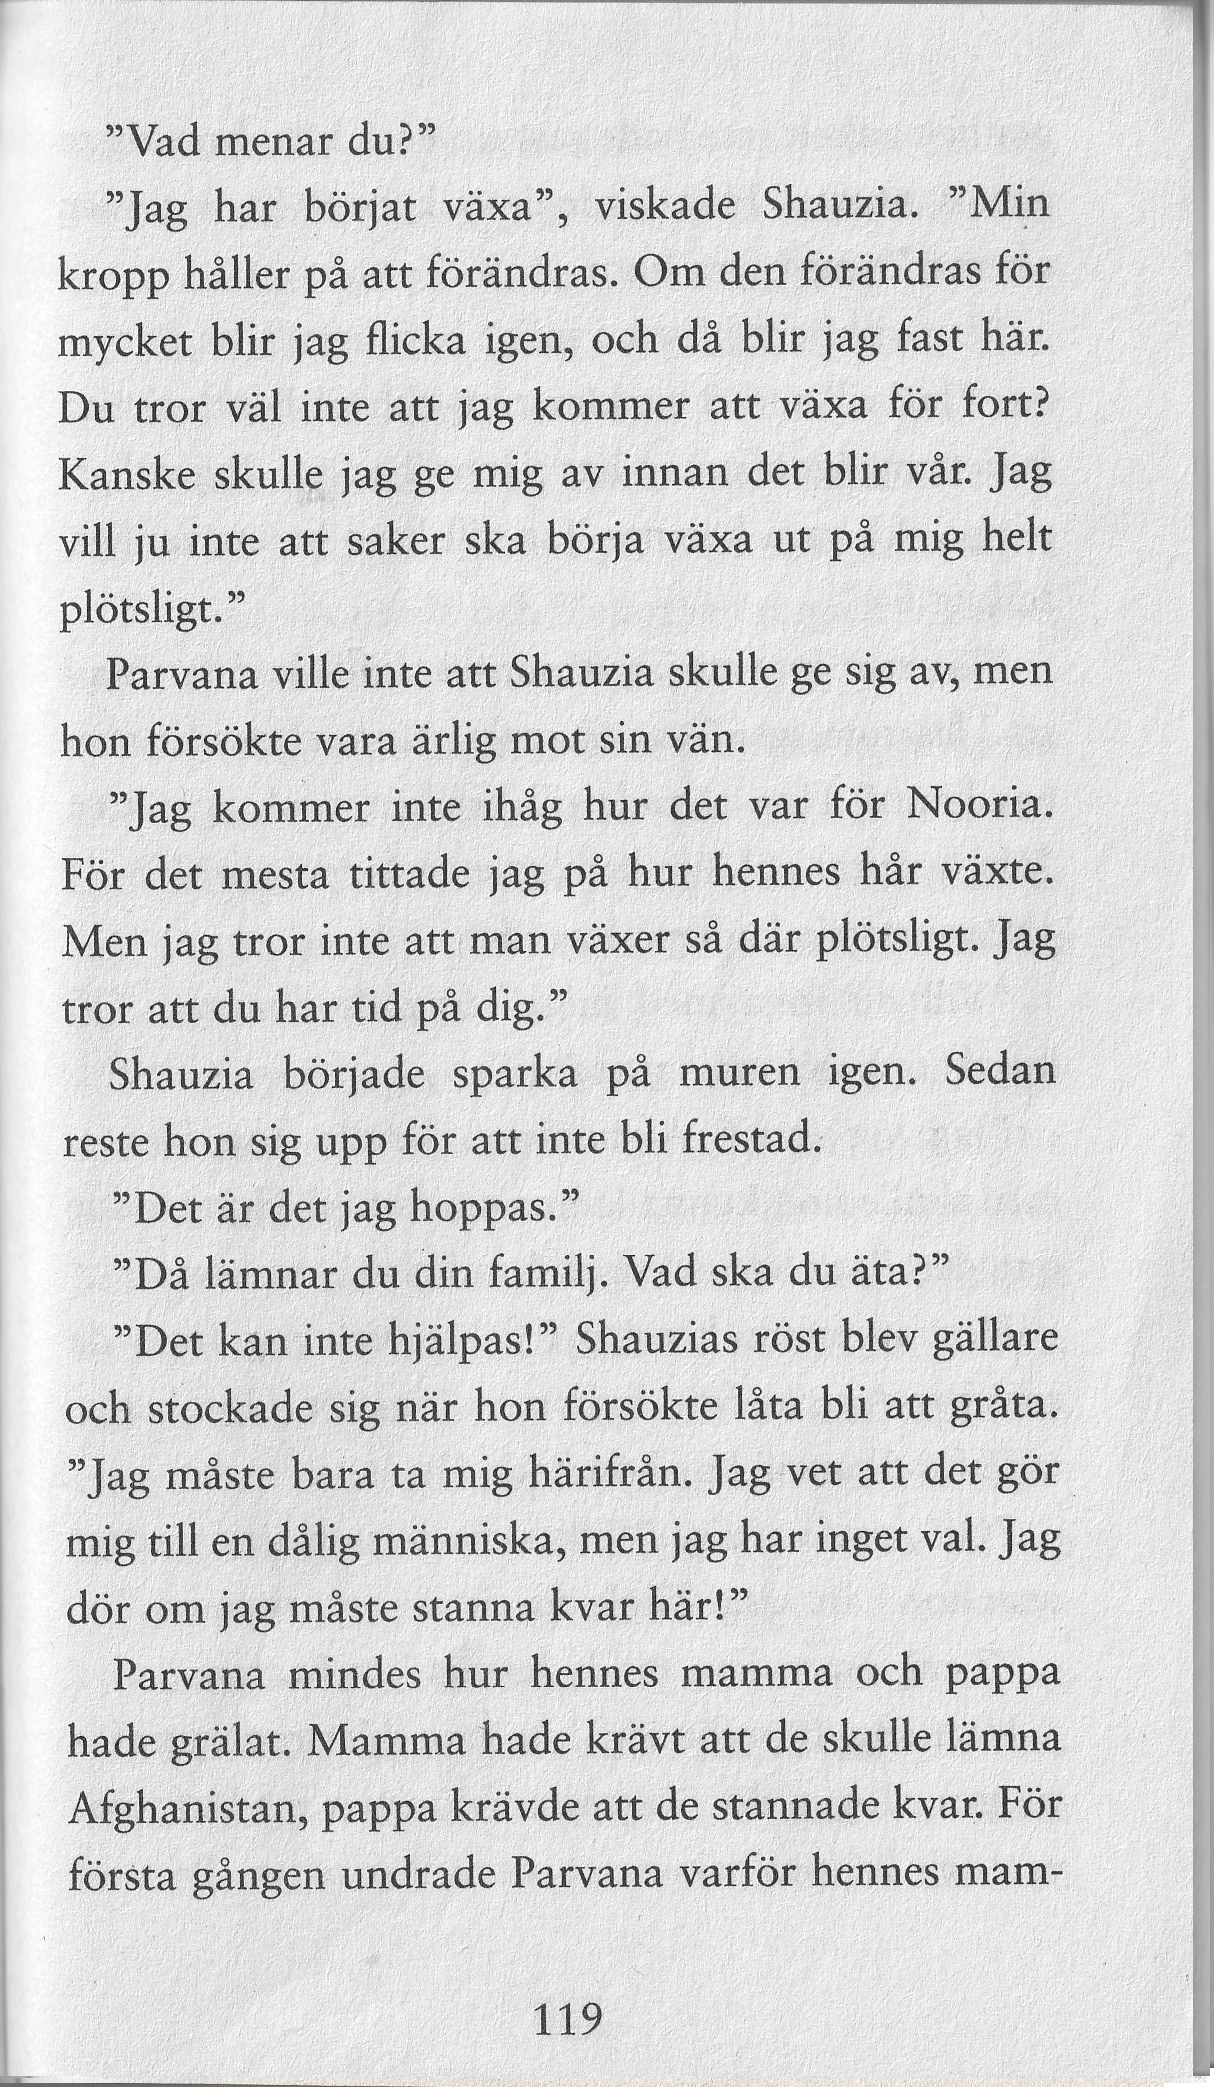 ”Vad menar du?”
”Jag har börjat växa”, viskade Shauzia. ”Min
kropp håller på att förändras. Om den förändras för
mycket blir jag flicka igen, och då blir jag fast här.
Du tror väl inte att jag kommer att växa för fort?
Kanske skulle jag ge mig av innan det blir vår. Jag
vill ju inte att saker ska börja växa ut på mig helt
plötsligt.”
Parvana ville inte att Shauzia skulle ge sig av, men
hon försökte vara ärlig mot sin vän.
”Jag kommer inte ihåg hur det var för Nooria.
För det mesta tittade jag på hur hennes hår växte.
Men jag tror inte att man växer så där plötsligt. Jag
tror att du har tid på dig.”
Shauzia började sparka på muren igen. Sedan
reste hon sig upp för att inte bli frestad.
”Det är det jag hoppas.”
”Då lämnar du din familj. Vad ska du äta?”
”Det kan inte hjälpas!” Shauzias röst blev gällare
och stockade sig när hon försökte låta bli att gråta.
”Jag måste bara ta mig härifrån. Jag vet att det gör
mig till en dålig människa, men jag har inget val. Jag
dör om jag måste stanna kvar här!”
Parvana mindes hur hennes mamma och pappa
hade grälat. Mamma hade krävt att de skulle lämna
Afghanistan, pappa krävde att de stannade kvar. För
första gången undrade Parvana varför hennes mam-
119